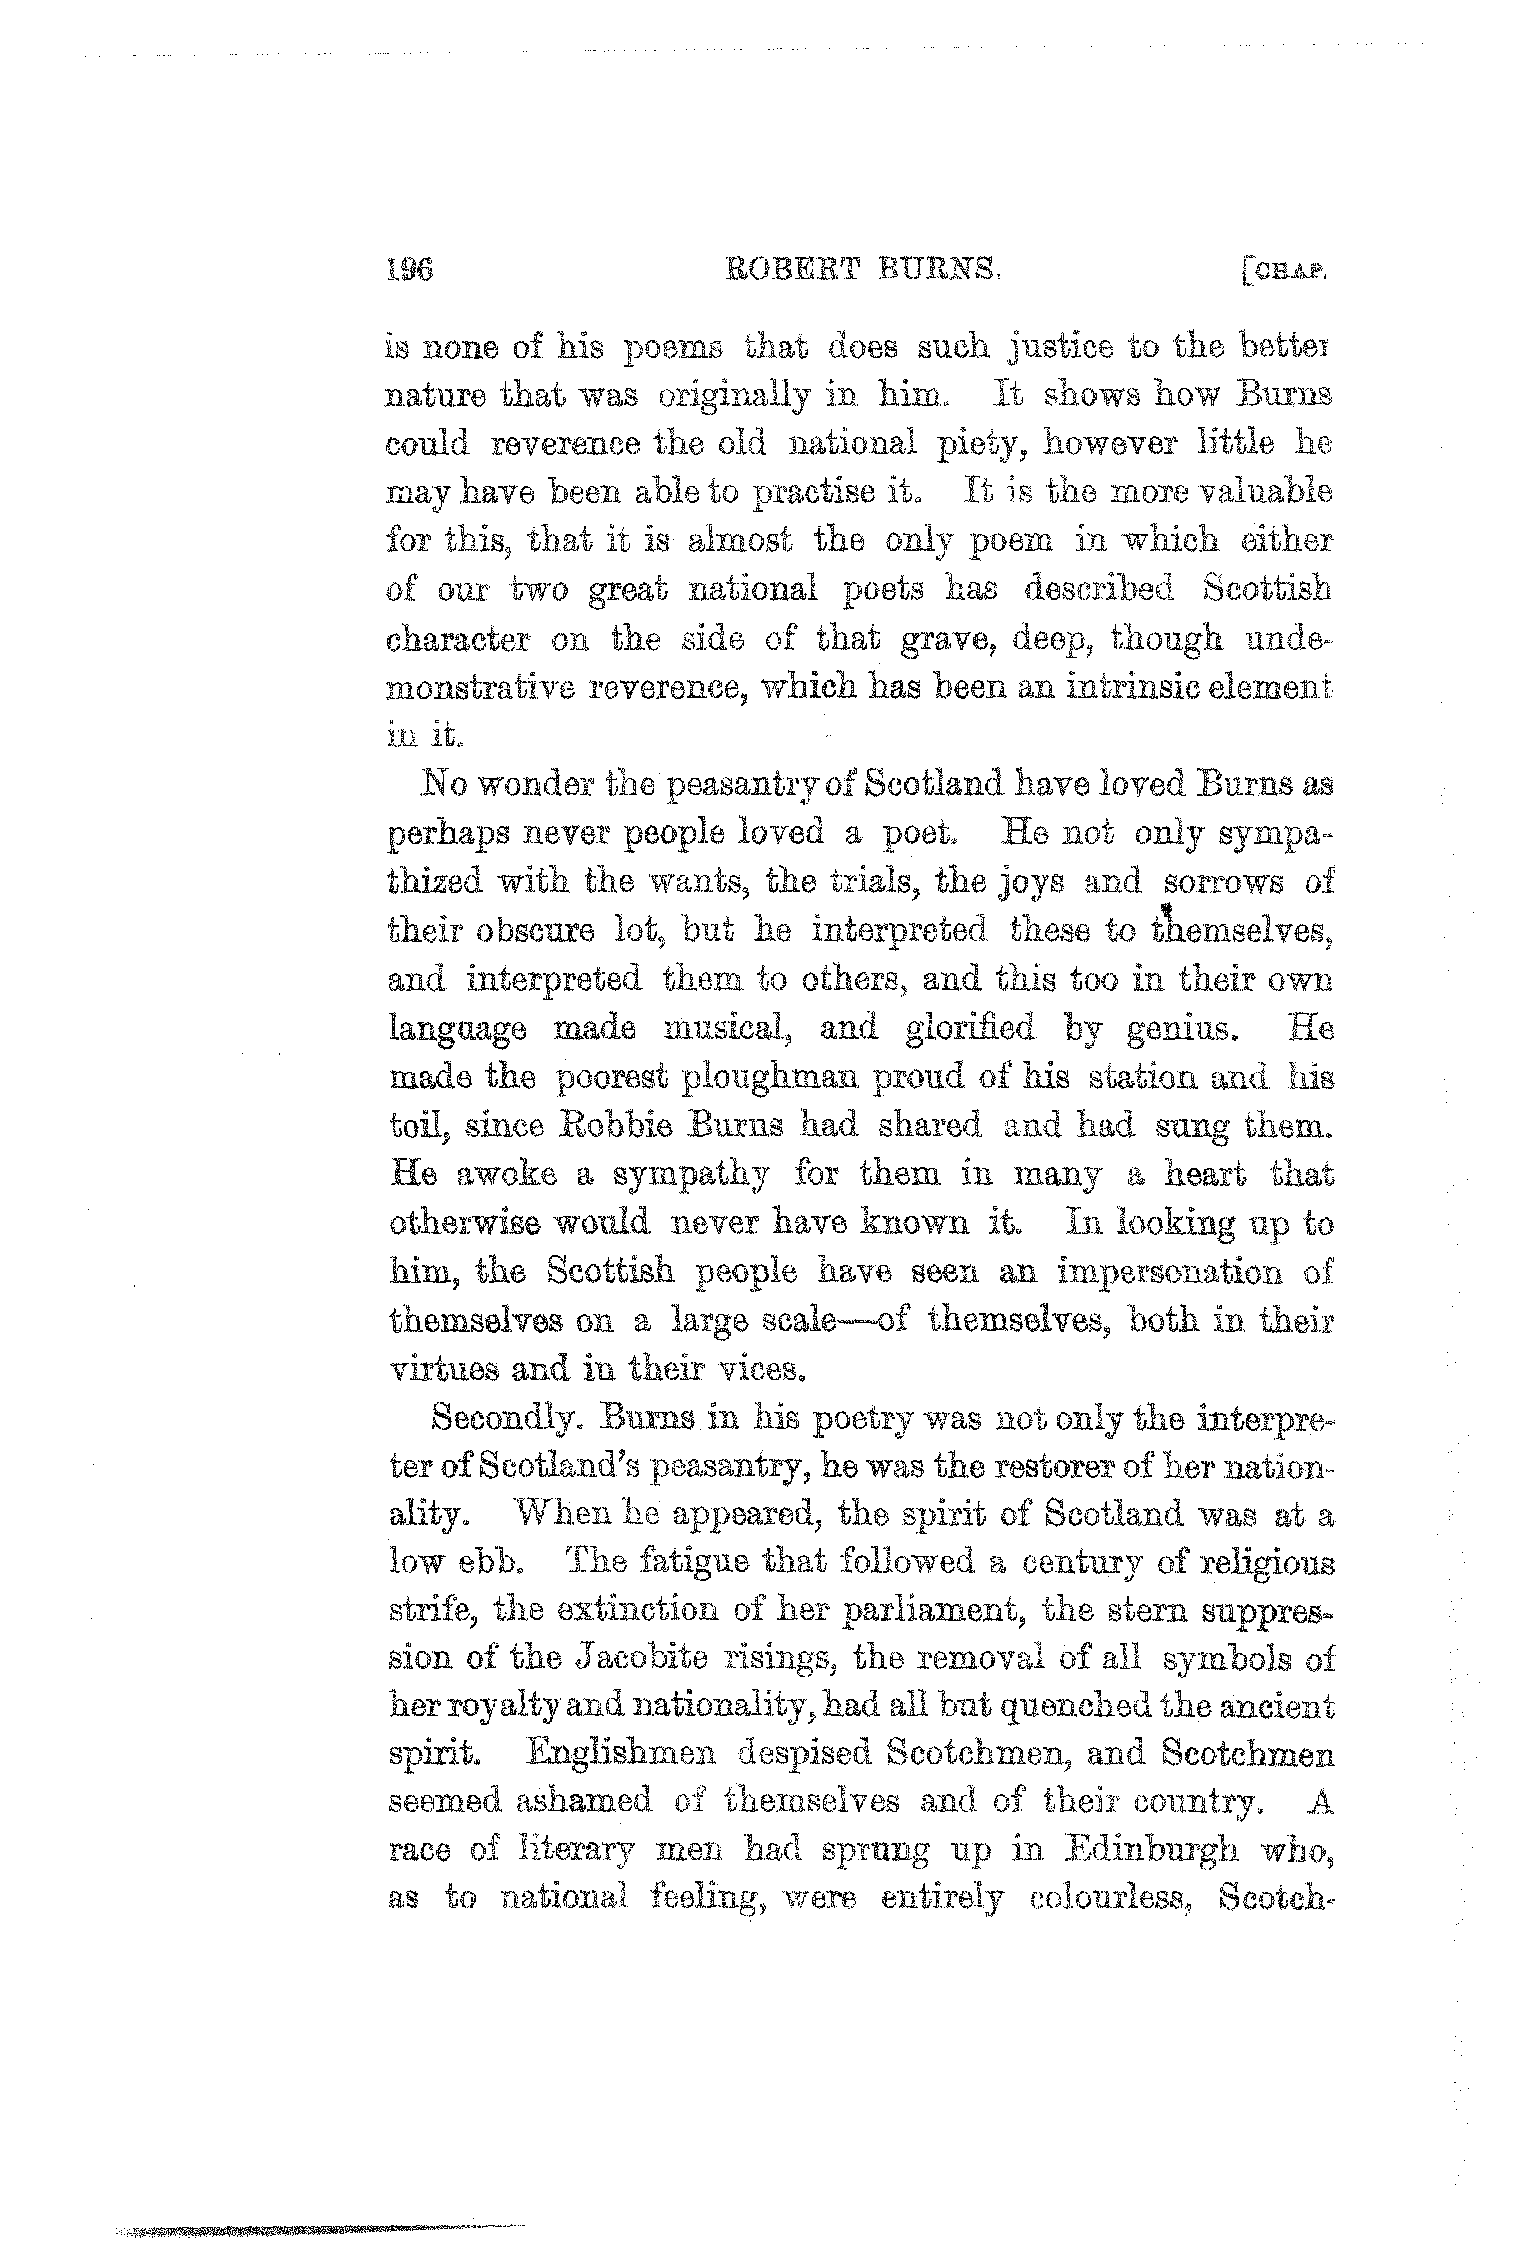 196 ROBERT BURNS. [CHAP.
is none of his poems that does such justice to the better
nature that was originally in him. It shows how Burns
could reverence the old national piety, however little he
may have been able to practise it. It is the more valuable
for this, that it is almost the only poem in which either
of our two great national poets has described Scottish
character on the side of that grave, deep, though unde-
monstrative reverence, which has been an intrinsic element
in it.
No wonder the peasantry of Scotland have loved Burns as
perhaps never people loved a poet. He not only sympa-
thized with the wants, the trials, the joys and sorrows of
their obscure lot, but he interpreted these to themselves,
and interpreted them to others, and this too in their own
language made musical, and glorified by genius. He
made the poorest ploughman proud of his station and his
toil, since Robbie Burns had shared and had sung them.
He awoke a sympathy for them in many a heart that
otherwise would never have known it. In looking up to
him, the Scottish people have seen an impersonation of
themselves on a large scale—of themselves, both in their
virtues and in their vices.
Secondly. Burns in his poetry was not only the interpre-
ter of Scotland's peasantry, he was the restorer of her nation-
ality. When he appeared, the spirit of Scotland was at a
low ebb. The fatigue that followed a century of religious
strife, the extinction of her parliament, the stern suppres-
sion of the Jacobite risings, the removal of all symbols of
her royalty and nationality, had all but quenched the ancient
spirit. Englishmen despised Scotchmen, and Scotchmen
seemed ashamed of themselves and of their country. A
race of literary men had sprung up in Edinburgh who,
as to national feeling, were entirely colourless, Scotch-